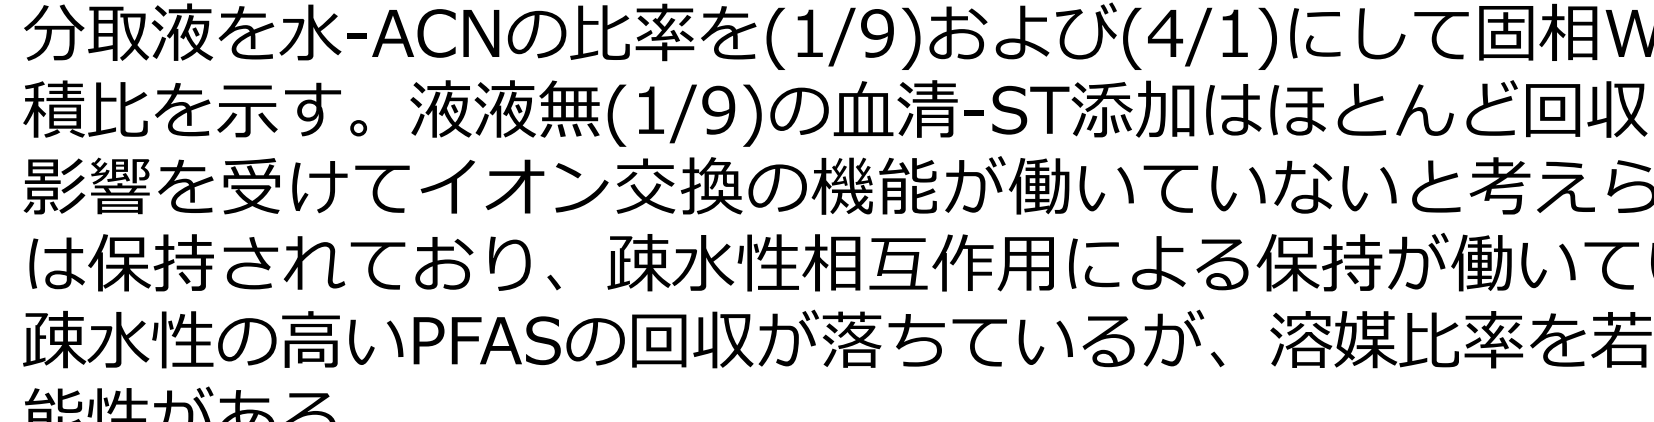 分取液を水-ACNの比率を(1/9)および(4/1)にして固相W
積比を示す。液液無(1/9)の血清-ST添加はほとんど回収
影響を受けてイオン交換の機能が働いていないと考えら
は保持されており、疎水性相互作用による保持が働いてい
疎水性の高いPFASの回収が落ちているが、溶媒比率を若
能性がある